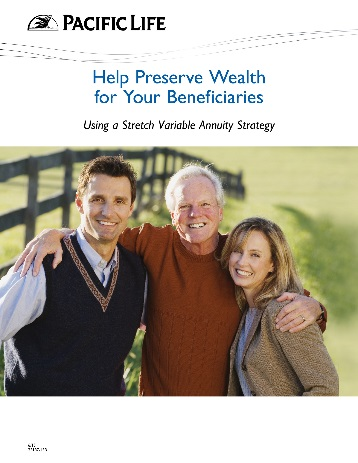 PACIFIC LIFE
Help Preserve Wealth
for Your Beneficiaries
Using a Stretch Variable Annuity Strategy